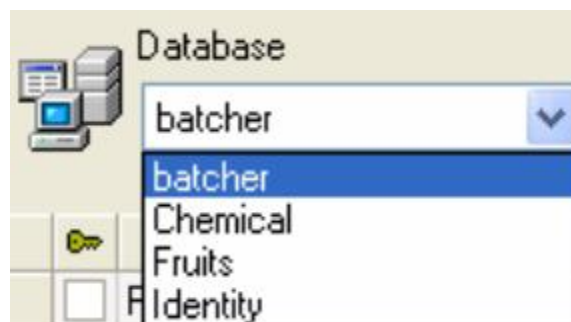 Database
batcher
batcher
Chemical
Fruits
Identity